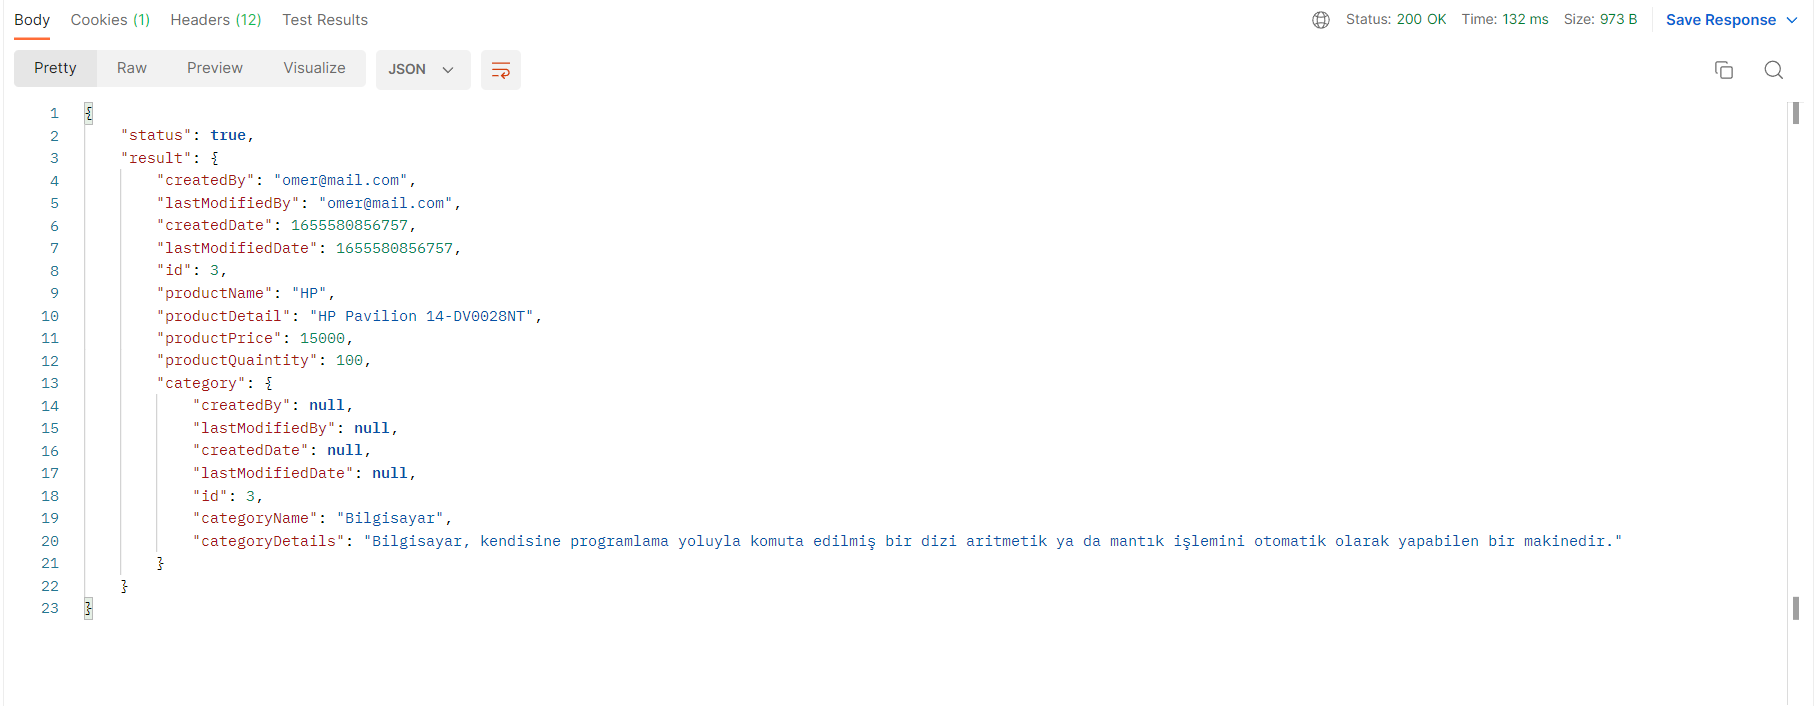 Body Cookies (1) Headers (12) Test Results Status: 200 OK Time: 132 ms Size: 973 B Save Response
Pretty Raw Preview Visualize JSON
1 {
2 "status": true,
3 "result": {
4 "createdBy": "omer@mail.com",
5 "lastModifiedBy": "omer@mail.com",
6 "createdDate": 1655580856757,
7 "lastModifiedDate": 1655580856757,
8 "id": 3,
9 "productName": "HP",
10 "productDetail": "HP Pavilion 14-DV0028NT",
11 "productPrice": 15000,
12 "productQuaintity": 100,
13 "category": {
14 "createdBy": null,
15 "lastModifiedBy": null,
16 "createdDate": null,
17 "lastModifiedDate": null,
18 "id": 3,
19 "categoryName": "Bilgisayar",
20 "categoryDetails": "Bilgisayar, kendisine programlama yoluyla komuta edilmiş bir dizi aritmetik ya da mantık işlemini otomatik olarak yapabilen bir makinedir."
21 }
22 }
23 }